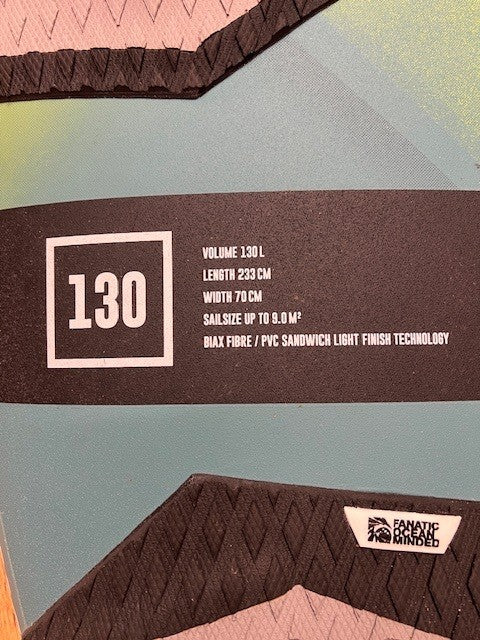 130
VOLUME 130 L
LENGTH 233 CM
WIDTH 70 CM
SAILSIZE UP TO 9.0 M²
BIAX FIBRE / PVC SANDWICH LIGHT FINISH TECHNOLOGY
FANATIC
OCEAN
MINDED